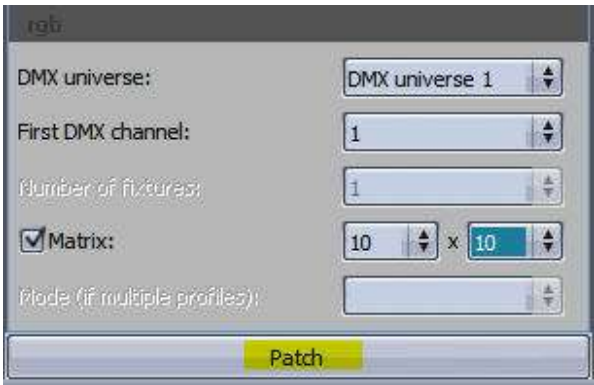 rgb
DMX universe: DMX universe 1
First DMX channel: 1
Number of fixtures: 1
Matrix: 10 x 10
Mode (if multiple profiles):
Patch